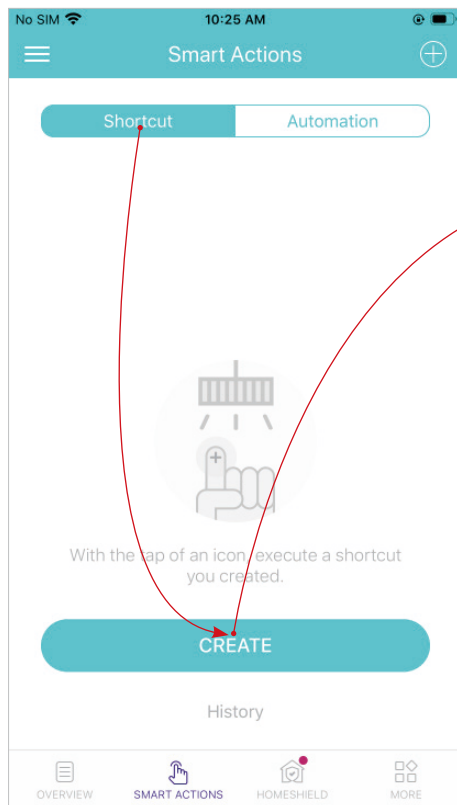 No SIM 10:25 AM
Smart Actions
Shortcut Automation
With the tap of an icon, execute a shortcut
you created.
CREATE
History
OVERVIEW SMART ACTIONS HOMESHIELD MORE